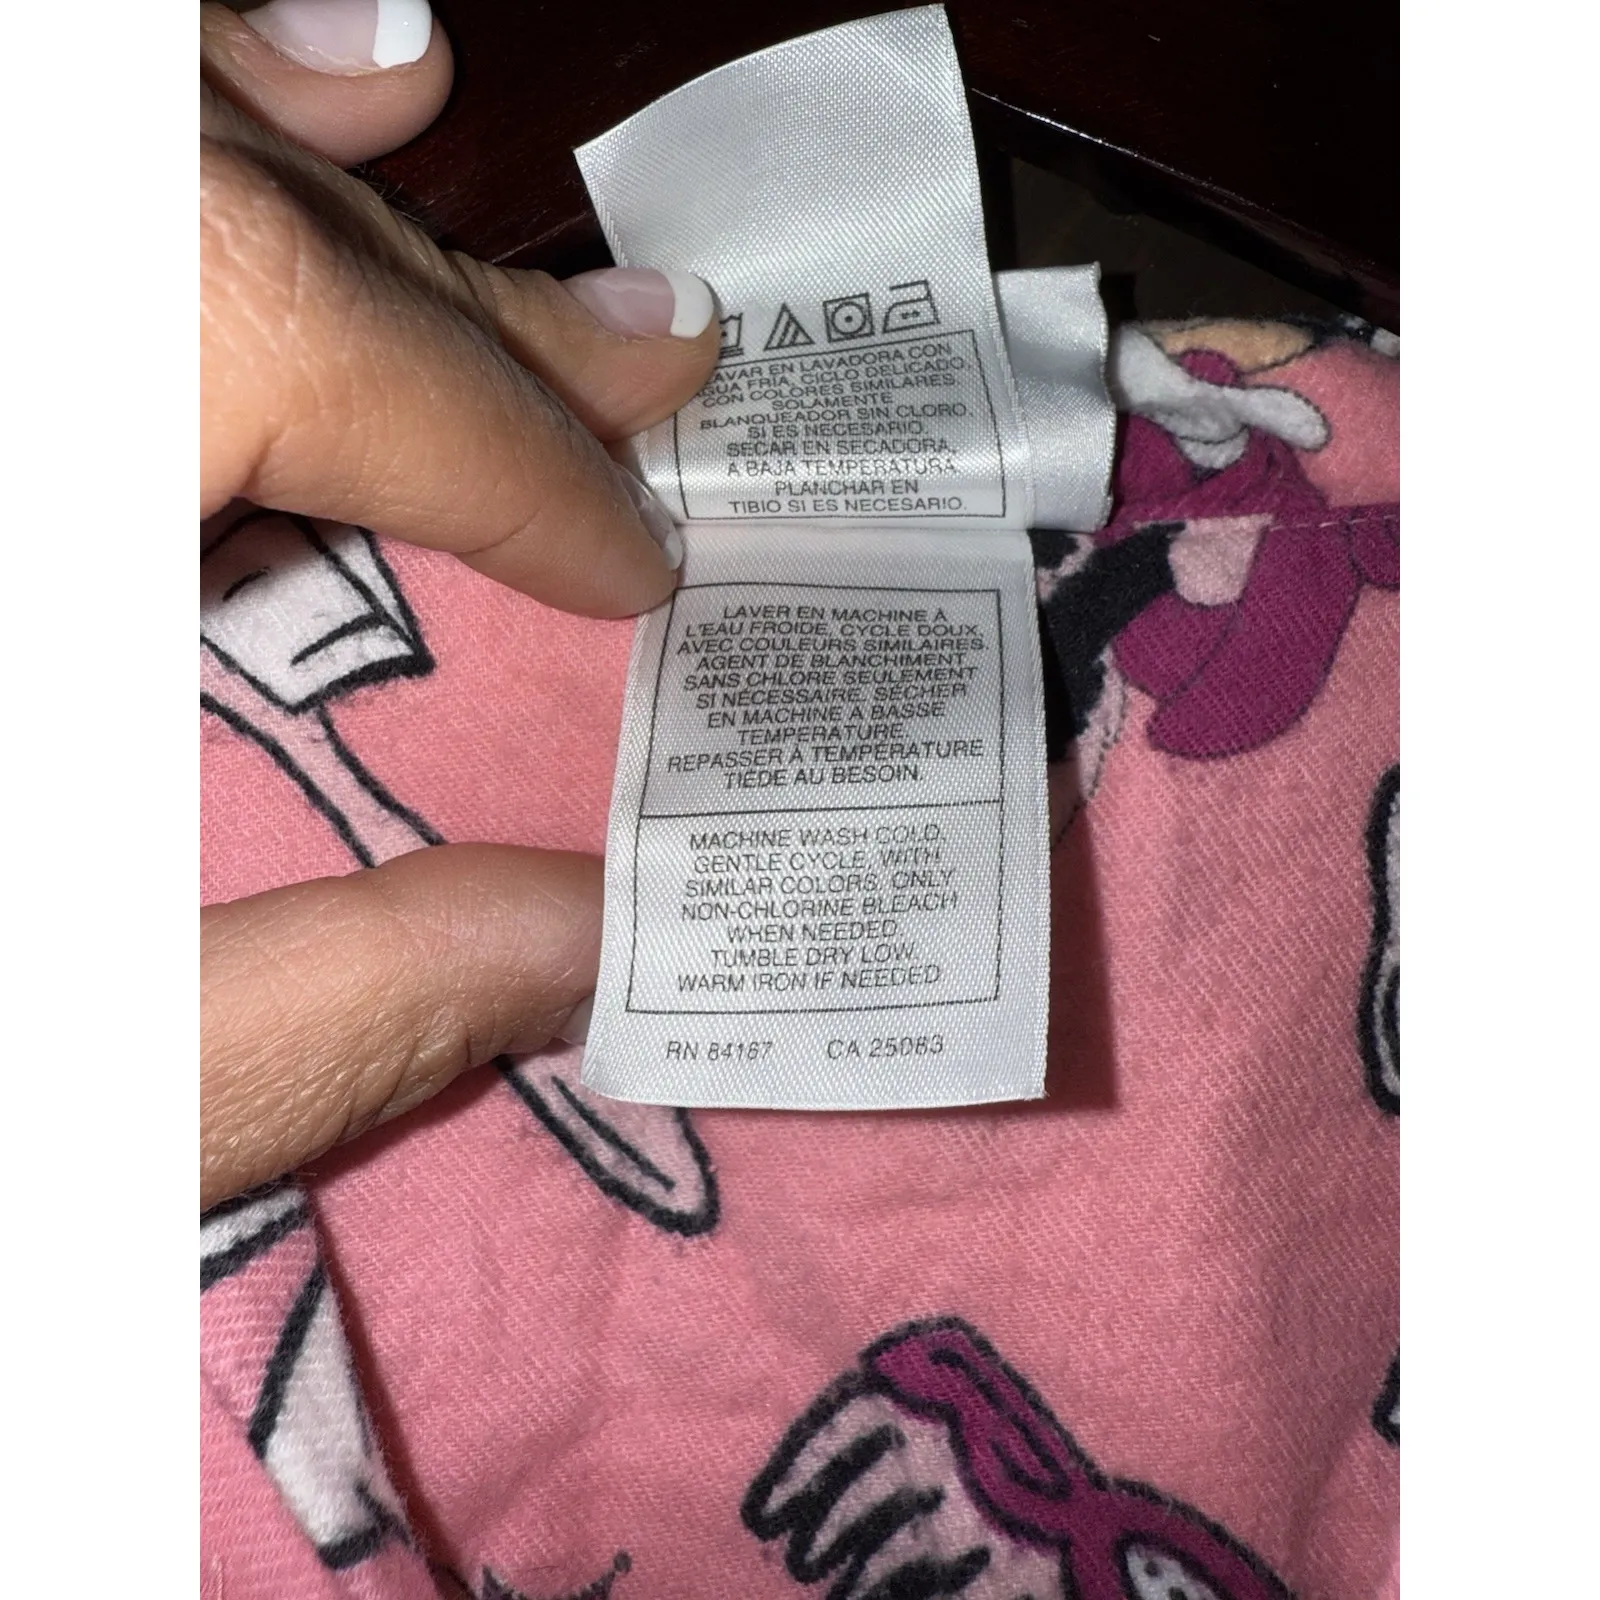 LAVAR EN LAVADORA CON
AGUA FRIA, CICLO DELICADO,
CON COLORES SIMILARES.
SOLAMENTE
BLANQUEADOR SIN CLORO,
SI ES NECESARIO.
SECAR EN SECADORA,
A BAJA TEMPERATURA
PLANCHAR EN
TIBIO SI ES NECESARIO.
LAVER EN MACHINE À
L'EAU FROIDE, CYCLE DOUX,
AVEC COULEURS SIMILAIRES.
AGENT DE BLANCHIMENT
SANS CHLORE SEULEMENT
SI NÉCESSAIRE. SÉCHER
EN MACHINE À BASSE
TEMPERATURE.
REPASSER À TEMPÉRATURE
TIÈDE AU BESOIN.
MACHINE WASH COLD,
GENTLE CYCLE, WITH
SIMILAR COLORS. ONLY
NON-CHLORINE BLEACH
WHEN NEEDED.
TUMBLE DRY LOW.
WARM IRON IF NEEDED.
RN 84167 CA 25083